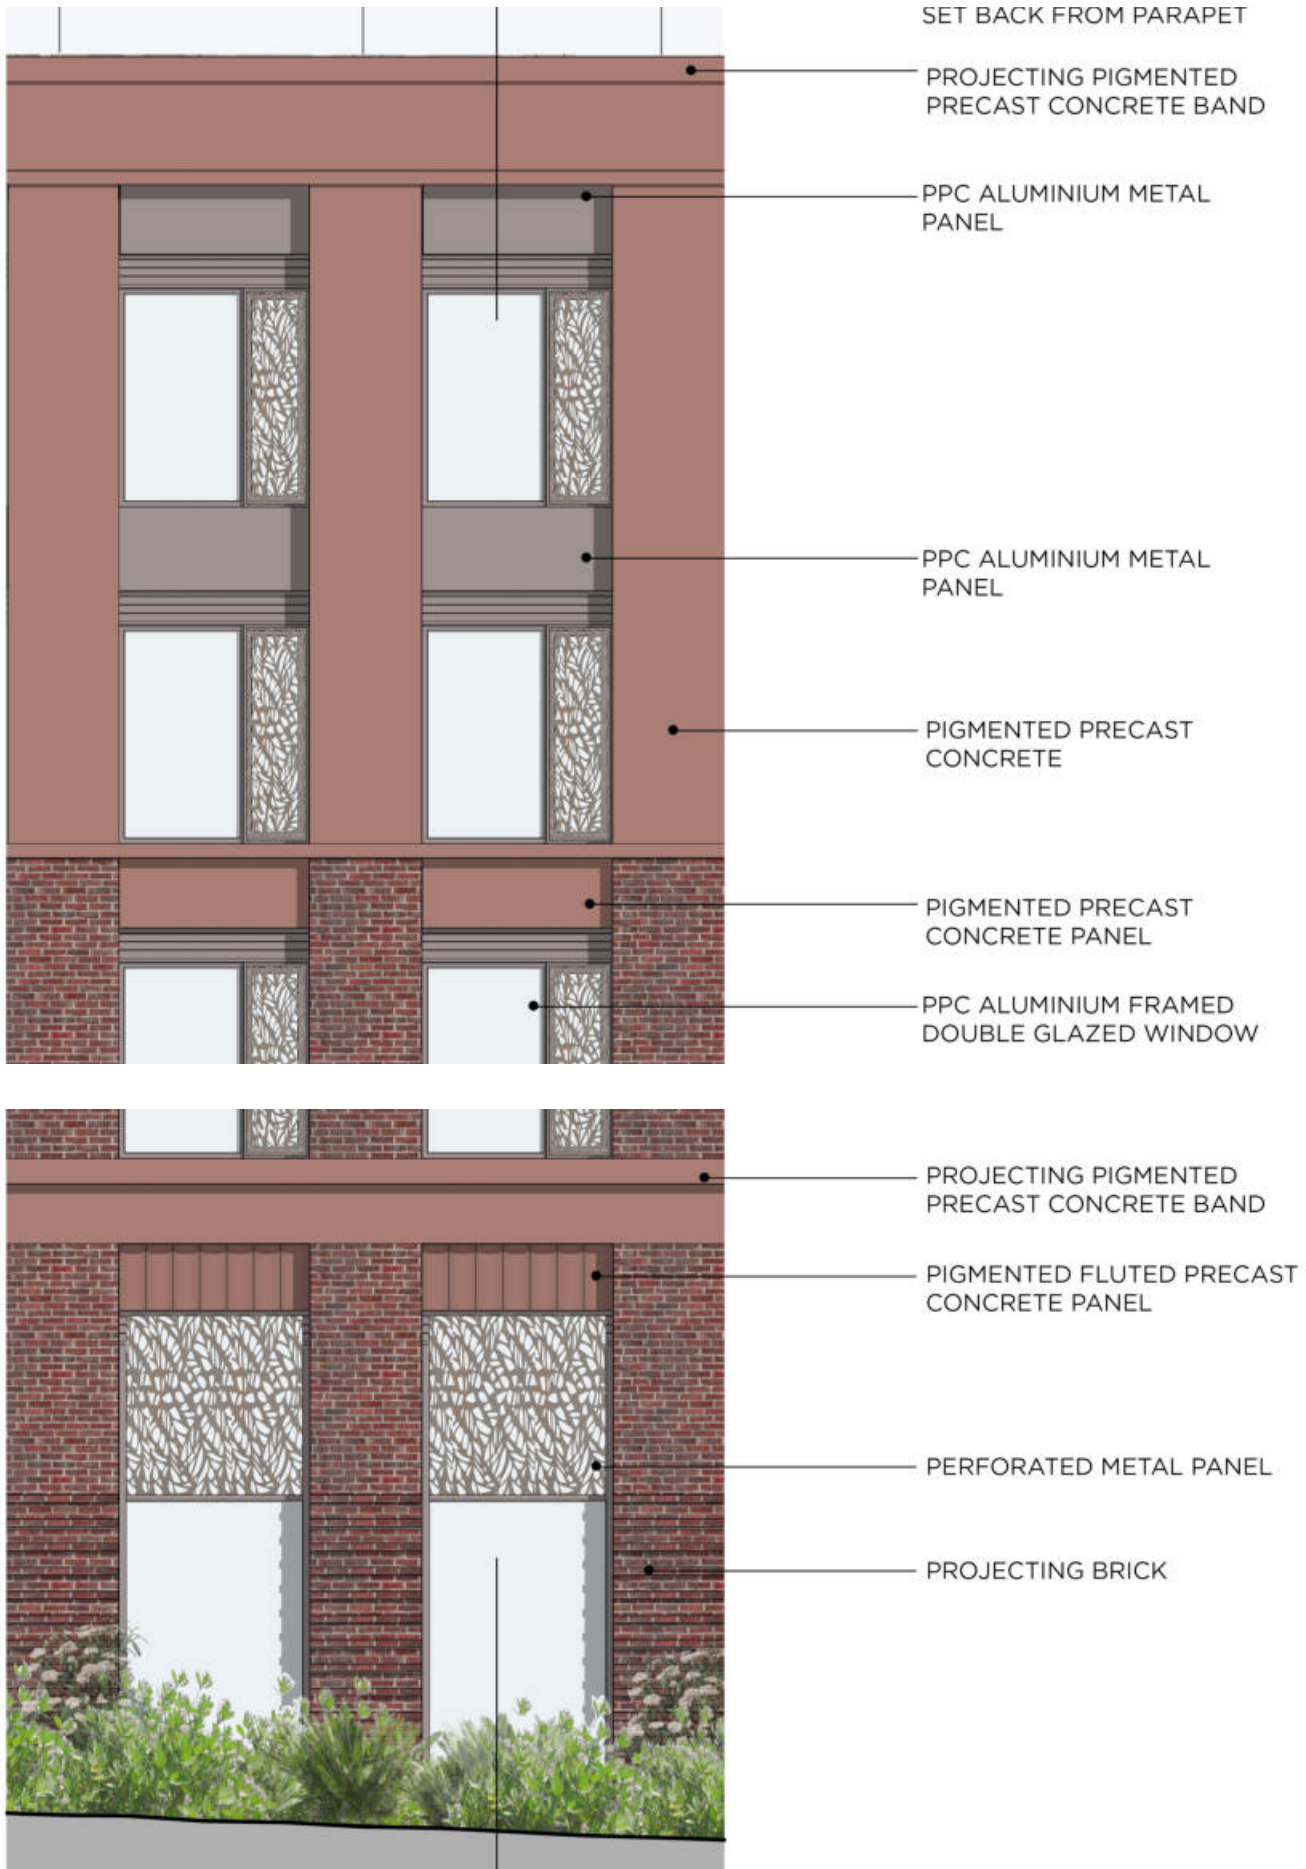 SET BACK FROM PARAPET
PROJECTING PIGMENTED
PRECAST CONCRETE BAND
PPC ALUMINIUM METAL
PANEL
PPC ALUMINIUM METAL
PANEL
PIGMENTED PRECAST
CONCRETE
PIGMENTED PRECAST
CONCRETE PANEL
PPC ALUMINIUM FRAMED
DOUBLE GLAZED WINDOW
PROJECTING PIGMENTED
PRECAST CONCRETE BAND
PIGMENTED FLUTED PRECAST
CONCRETE PANEL
PERFORATED METAL PANEL
PROJECTING BRICK